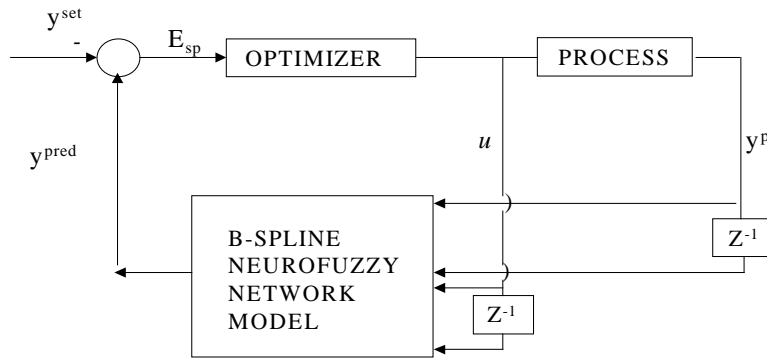 y^set
-
E_sp
OPTIMIZER
PROCESS
y^pred
u
y^p
B-SPLINE
NEUROFUZZY
NETWORK
MODEL
Z^-1
Z^-1